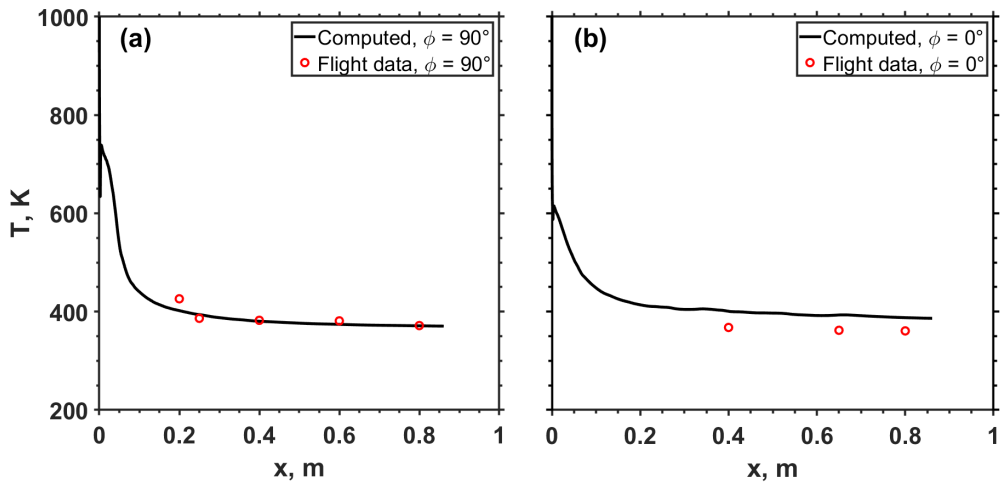 (a)
Computed, ϕ = 90°
Flight data, ϕ = 90°
1000
800
600
400
200
T, K
0
0.2
0.4
0.6
0.8
1
x, m
(b)
Computed, ϕ = 0°
Flight data, ϕ = 0°
0
0.2
0.4
0.6
0.8
1
x, m